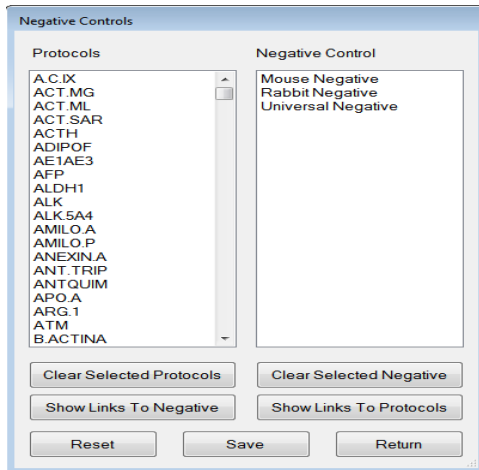 Negative Controls
Protocols
Negative Control
A.C.IX
ACT.MG
ACT.ML
ACT.SAR
ACTH
ADIPOF
AE1AE3
AFP
ALDH1
ALK
ALK.5A4
AMILO.A
AMILO.P
ANEXIN.A
ANT.TRIP
ANTQUIM
APO.A
ARG.1
ATM
B.ACTINA
Mouse Negative
Rabbit Negative
Universal Negative
Clear Selected Protocols
Clear Selected Negative
Show Links To Negative
Show Links To Protocols
Reset
Save
Return